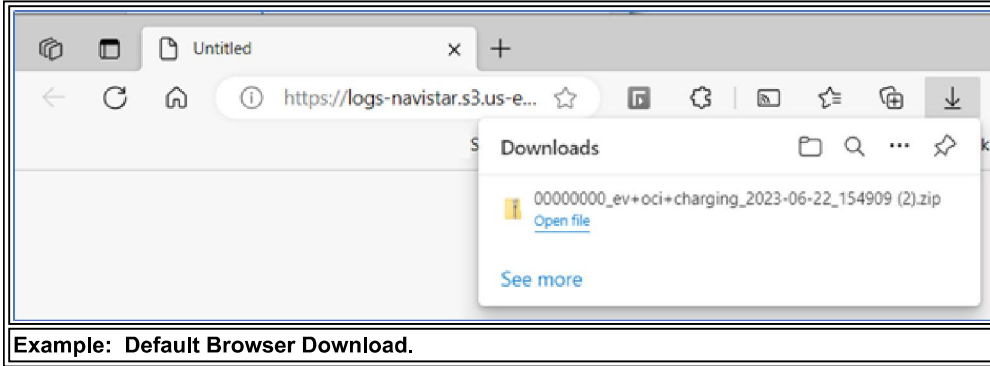 Untitled
https://logs-navistar.s3.us-e...
S
Downloads
k
00000000_ev+oci+charging_2023-06-22_154909 (2).zip
Open file
See more
Example: Default Browser Download.